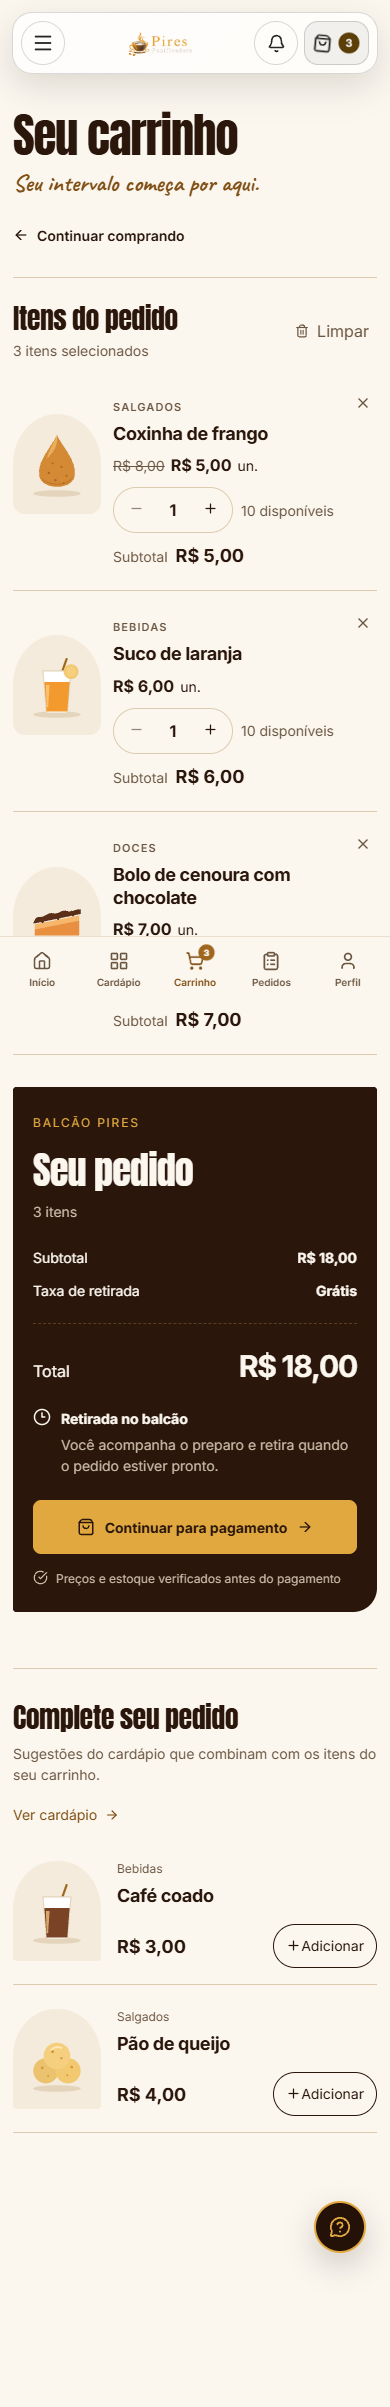 Pires
3
Seu carrinho
Seu intervalo começa por aqui.
Continuar comprando
Itens do pedido
3 itens selecionados
Limpar
SALGADOS
Coxinha de frango
R$ 8,00 R$ 5,00 un.
1
10 disponíveis
Subtotal R$ 5,00
BEBIDAS
Suco de laranja
R$ 6,00 un.
1
10 disponíveis
Subtotal R$ 6,00
DOCES
Bolo de cenoura com
chocolate
R$ 7,00 un.
3
Início
Cardápio
Carrinho
Pedidos
Perfil
Subtotal R$ 7,00
BALCÃO PIRES
Seu pedido
3 itens
Subtotal R$ 18,00
Taxa de retirada Grátis
Total R$ 18,00
Retirada no balcão
Você acompanha o preparo e retira quando
o pedido estiver pronto.
Continuar para pagamento
Preços e estoque verificados antes do pagamento
Complete seu pedido
Sugestões do cardápio que combinam com os itens do
seu carrinho.
Ver cardápio
Bebidas
Café coado
R$ 3,00
Adicionar
Salgados
Pão de queijo
R$ 4,00
Adicionar